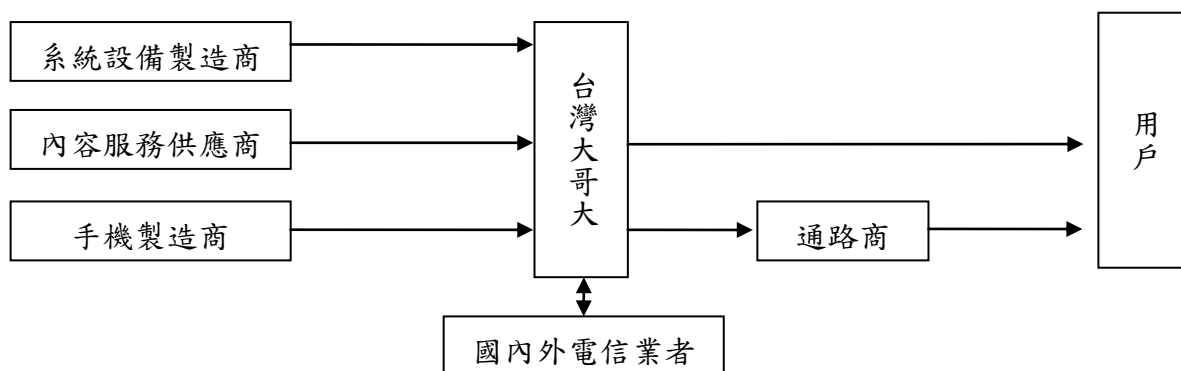 系統設備製造商
內容服務供應商
手機製造商
台灣大哥大
通路商
用戶
國內外電信業者